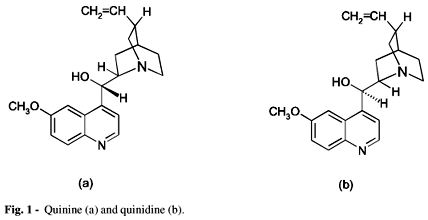 CH₂=CH H
N
HO H
H
CH₃O
N
(a)
CH₂=CH H
N
HO H
H
CH₃O
N
(b)
Fig. 1 - Quinine (a) and quinidine (b).